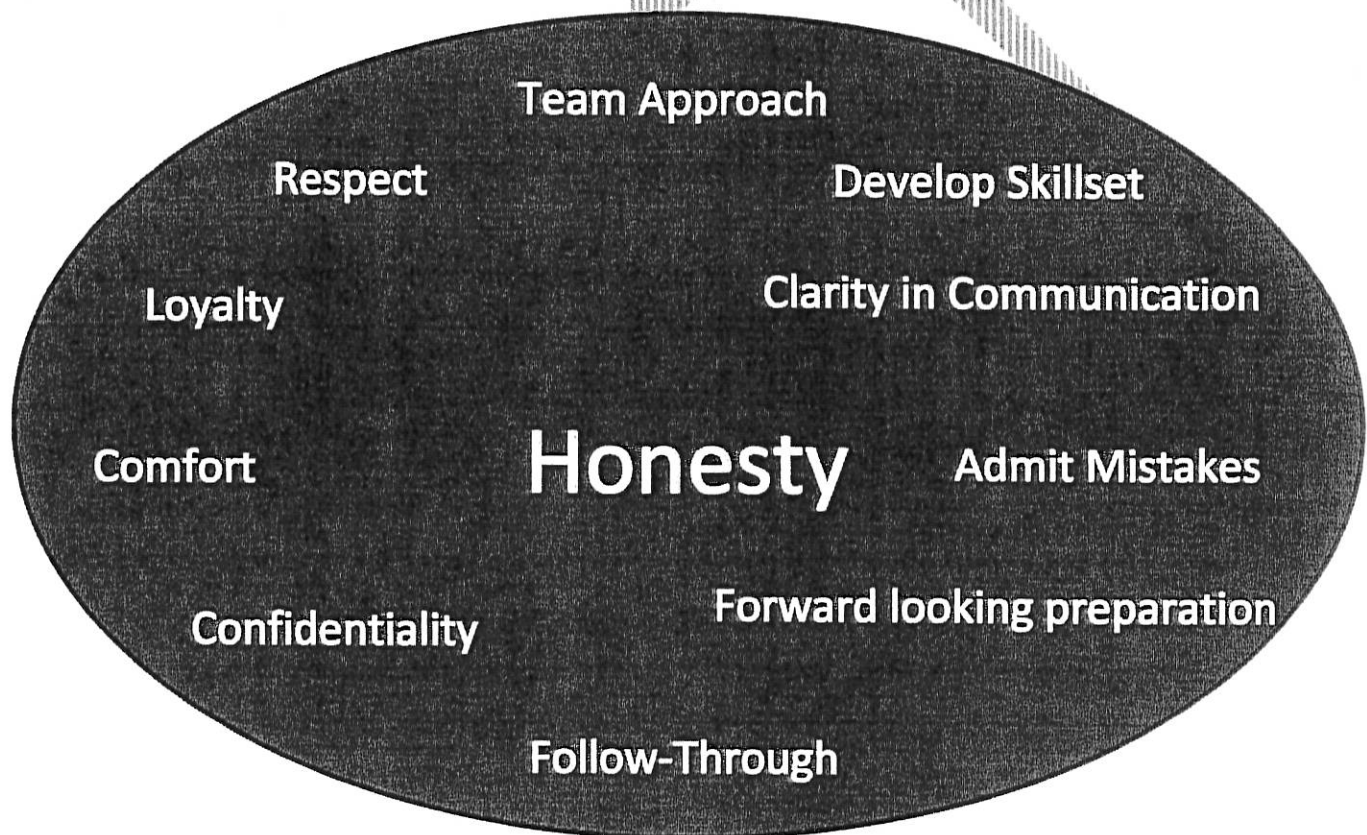 Team Approach
Respect
Develop Skillset
Loyalty
Clarity in Communication
Comfort
Honesty
Admit Mistakes
Confidentiality
Forward looking preparation
Follow-Through